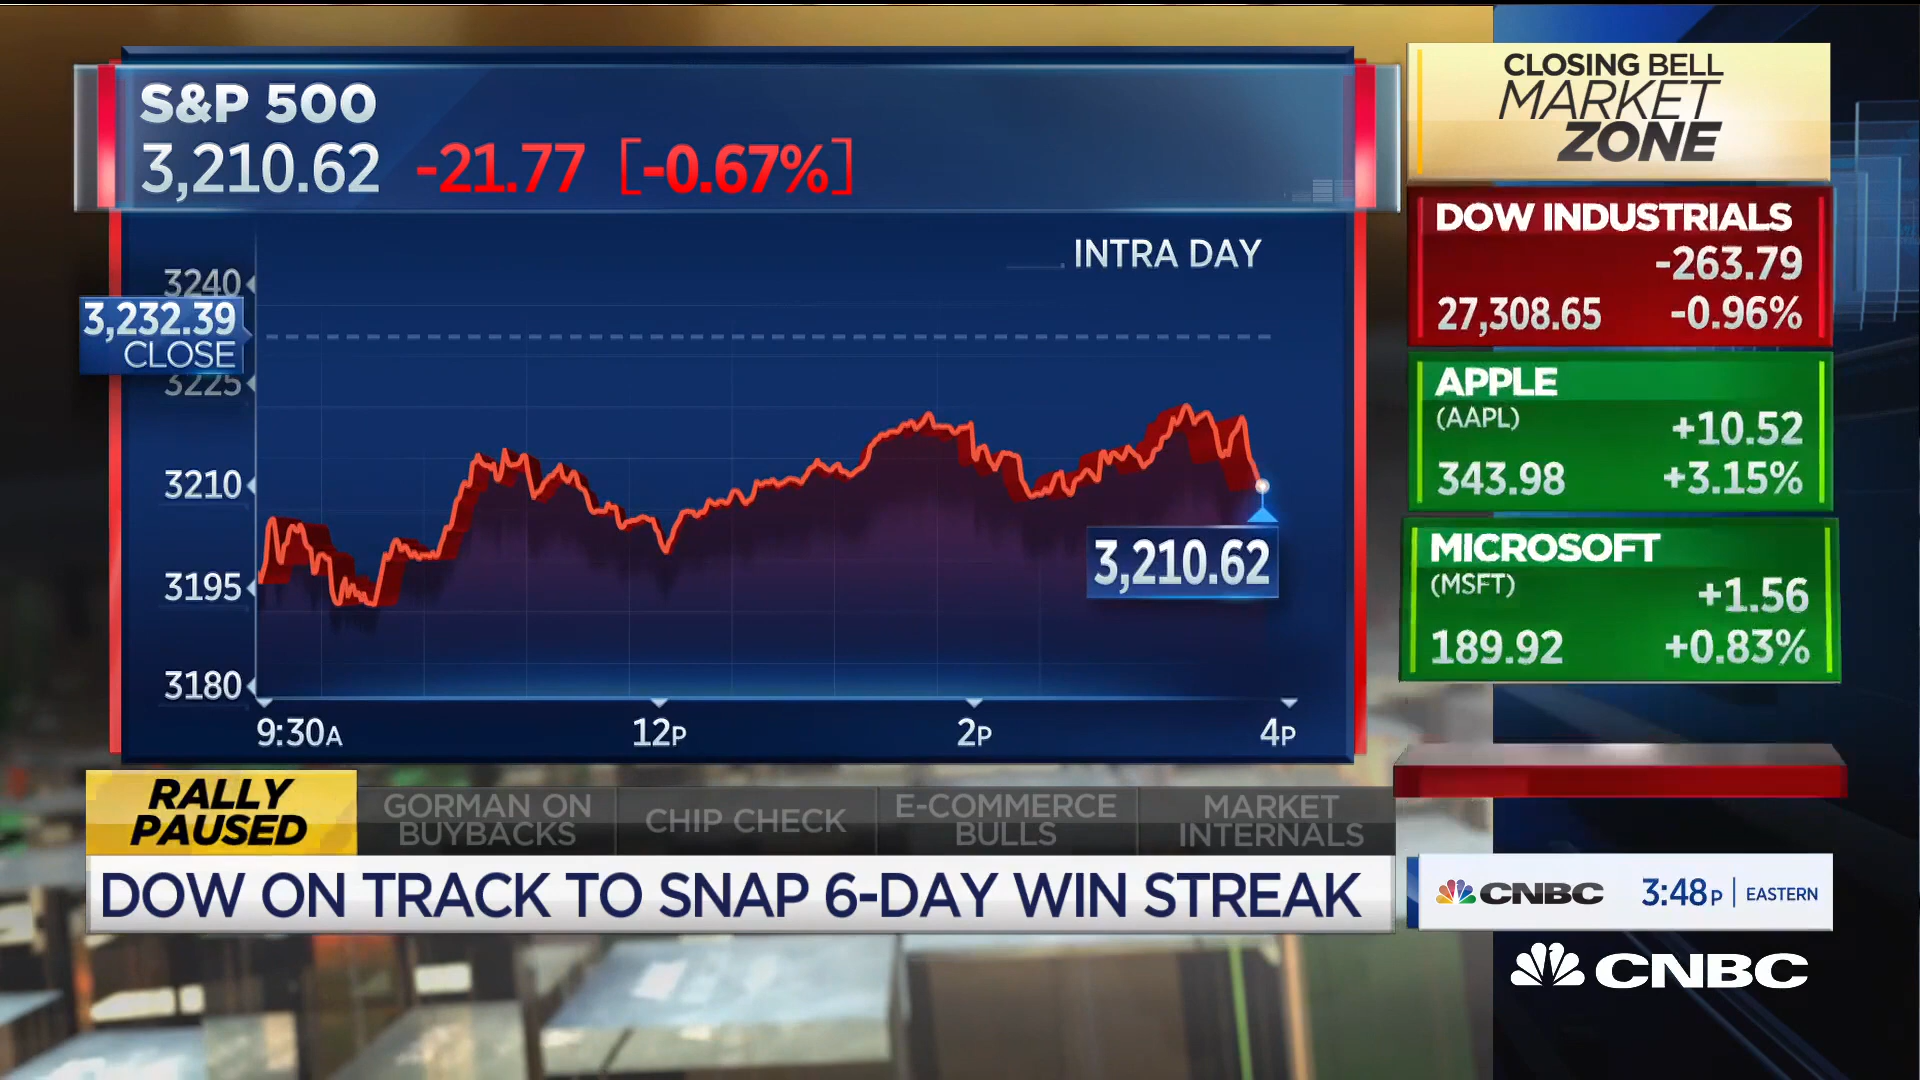 S&P 500
3,210.62 -21.77 [-0.67%]
INTRA DAY
3240
3,232.39
CLOSE
3225
3210
3195
3180
3,210.62
9:30A 12P 2P 4P
CLOSING BELL
MARKET
ZONE
DOW INDUSTRIALS
-263.79
27,308.65 -0.96%
APPLE
(AAPL) +10.52
343.98 +3.15%
MICROSOFT
(MSFT) +1.56
189.92 +0.83%
RALLY
PAUSED
GORMAN ON
BUYBACKS
CHIP CHECK
E-COMMERCE
BULLS
MARKET
INTERNALS
DOW ON TRACK TO SNAP 6-DAY WIN STREAK
CNBC 3:48P | EASTERN
CNBC